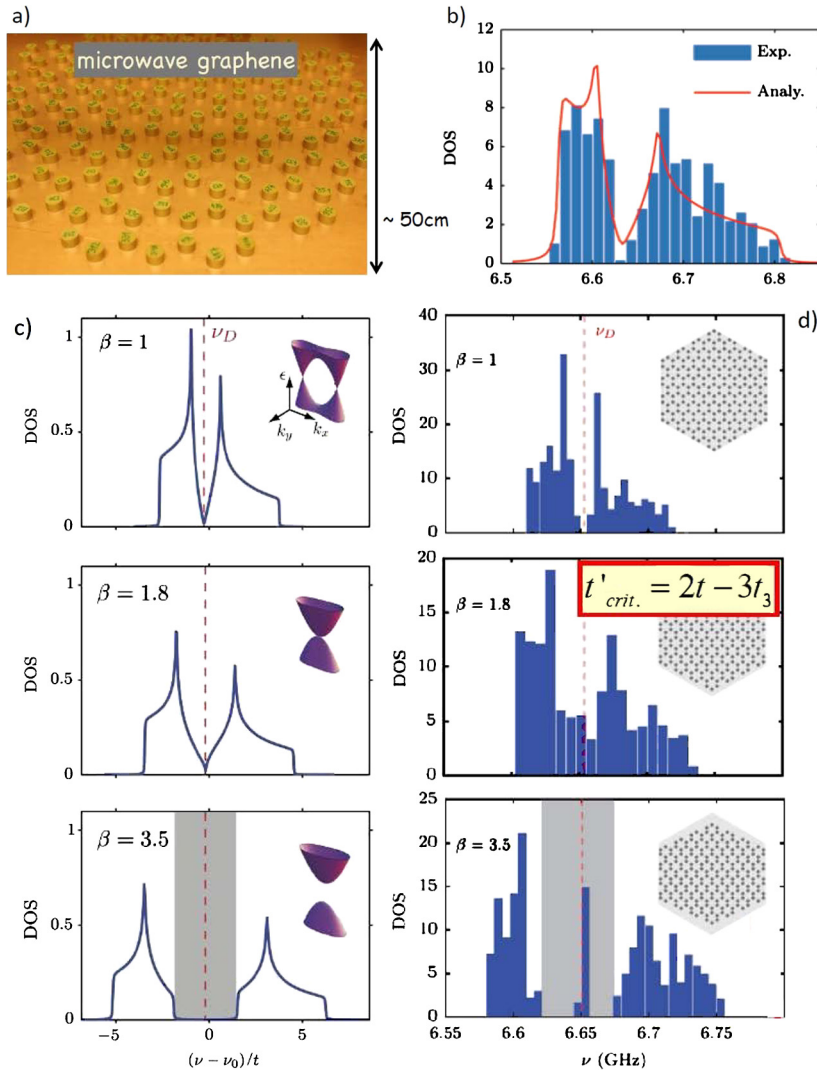 a)
microwave graphene
~ 50cm
b)
DOS
12
10
8
6
4
2
0
Exp.
Analy.
6.5
6.6
6.7
6.8
c)
DOS
1
0.5
0
β = 1
ν_D
ϵ
k_y
k_x
DOS
1
0.5
0
β = 1.8
DOS
1
0.5
0
β = 3.5
−5
0
5
(ν − ν₀)/t
d)
DOS
40
30
20
10
0
β = 1
ν_D
DOS
20
15
10
5
0
β = 1.8
t'crit. = 2t − 3t₃
DOS
25
20
15
10
5
0
β = 3.5
6.55
6.6
6.65
6.7
6.75
ν (GHz)